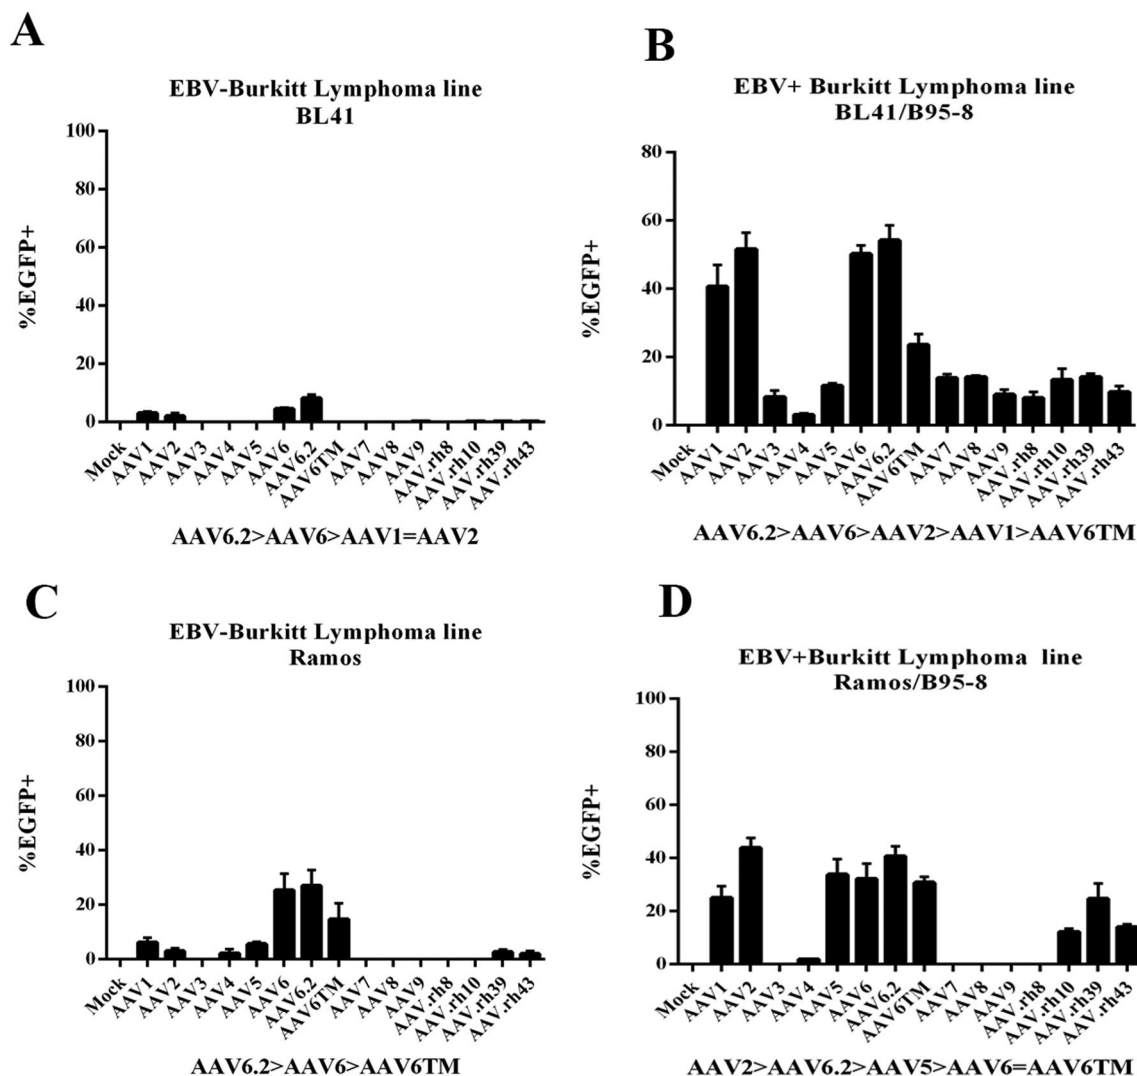 A
EBV-Burkitt Lymphoma line
BL41
100
80
60
40
20
0
%EGFP+
Mock
AAV1
AAV2
AAV3
AAV4
AAV5
AAV6
AAV6.2
AAV6TM
AAV7
AAV8
AAV9
AAV.rh8
AAV.rh10
AAV.rh39
AAV.rh43
AAV6.2>AAV6>AAV1=AAV2
B
EBV+ Burkitt Lymphoma line
BL41/B95-8
80
60
40
20
0
%EGFP+
Mock
AAV1
AAV2
AAV3
AAV4
AAV5
AAV6
AAV6.2
AAV6TM
AAV7
AAV8
AAV9
AAV.rh8
AAV.rh10
AAV.rh39
AAV.rh43
AAV6.2>AAV6>AAV2>AAV1>AAV6TM
C
EBV-Burkitt Lymphoma line
Ramos
100
80
60
40
20
0
%EGFP+
Mock
AAV1
AAV2
AAV3
AAV4
AAV5
AAV6
AAV6.2
AAV6TM
AAV7
AAV8
AAV9
AAV.rh8
AAV.rh10
AAV.rh39
AAV.rh43
AAV6.2>AAV6>AAV6TM
D
EBV+Burkitt Lymphoma line
Ramos/B95-8
100
80
60
40
20
0
%EGFP+
Mock
AAV1
AAV2
AAV3
AAV4
AAV5
AAV6
AAV6.2
AAV6TM
AAV7
AAV8
AAV9
AAV.rh8
AAV.rh10
AAV.rh39
AAV.rh43
AAV2>AAV6.2>AAV5>AAV6=AAV6TM